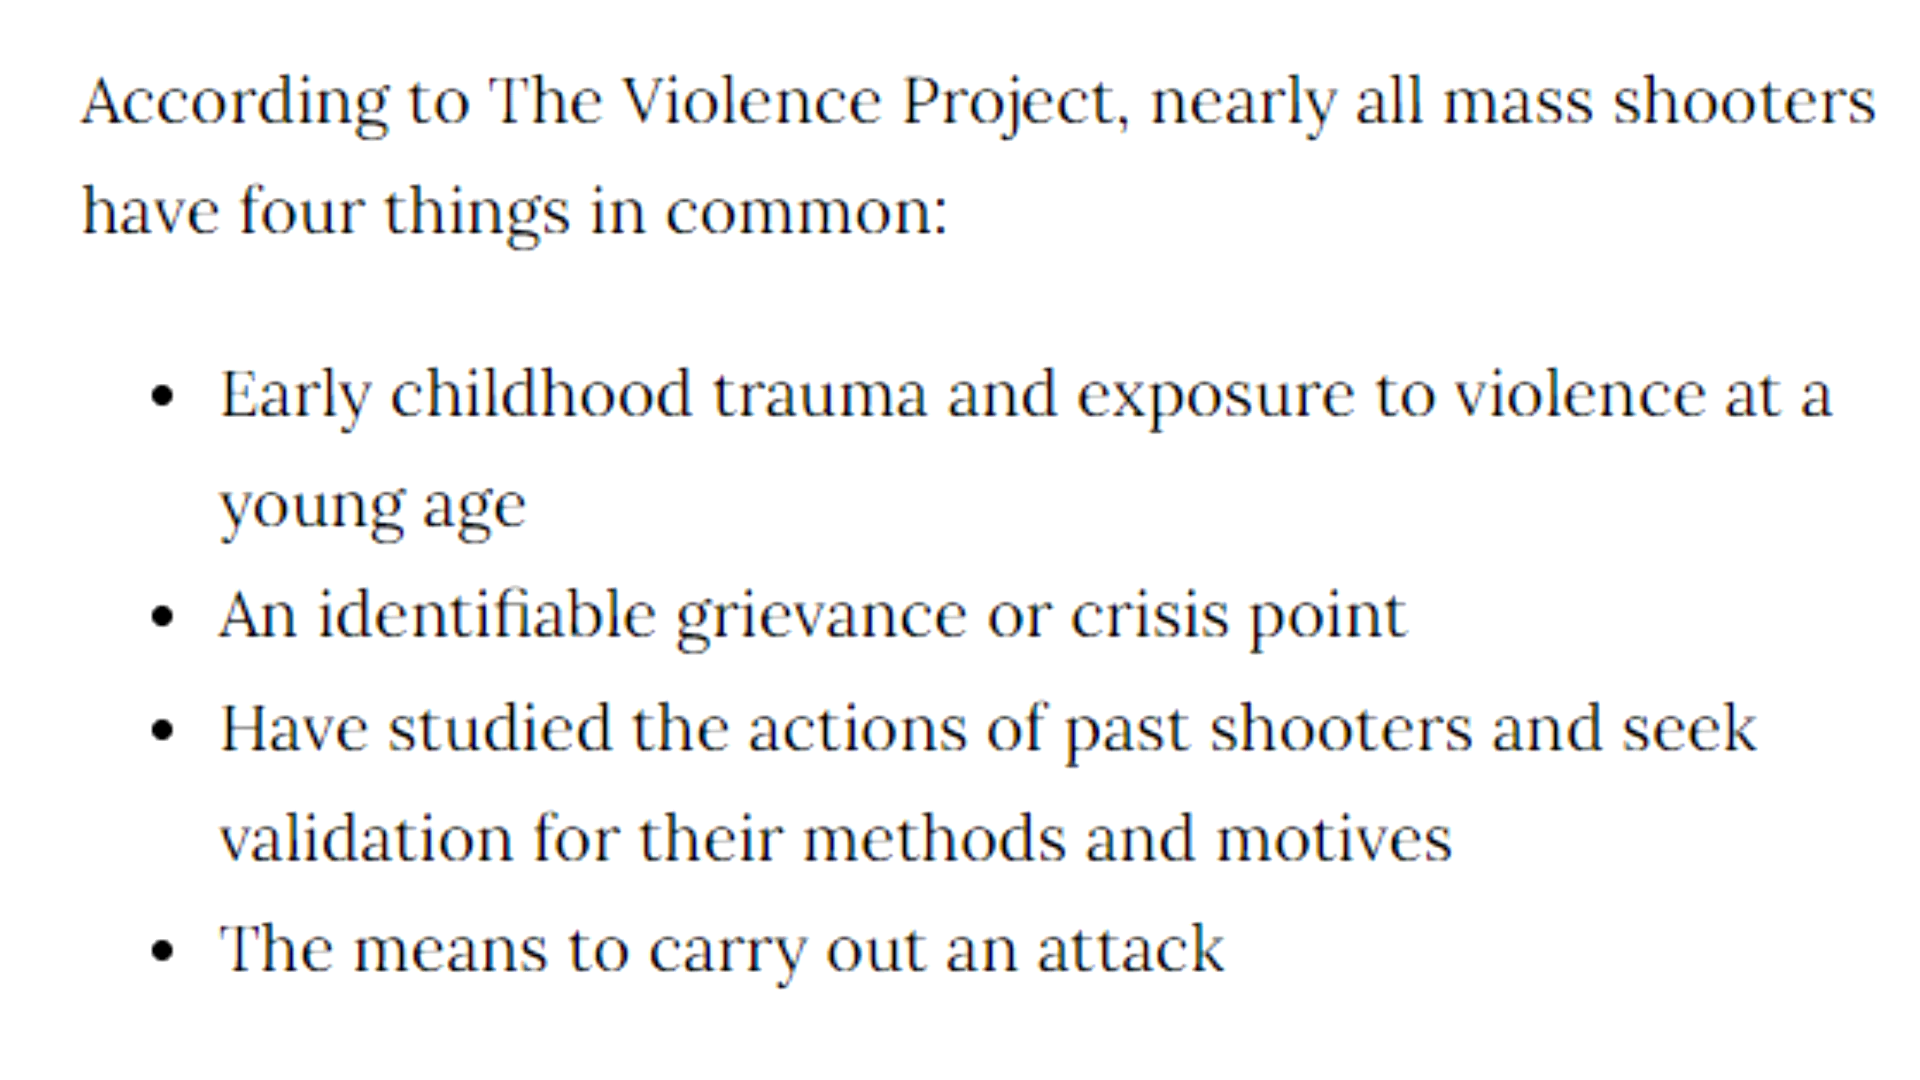 According to The Violence Project, nearly all mass shooters
have four things in common:
• Early childhood trauma and exposure to violence at a
young age
• An identifiable grievance or crisis point
• Have studied the actions of past shooters and seek
validation for their methods and motives
• The means to carry out an attack